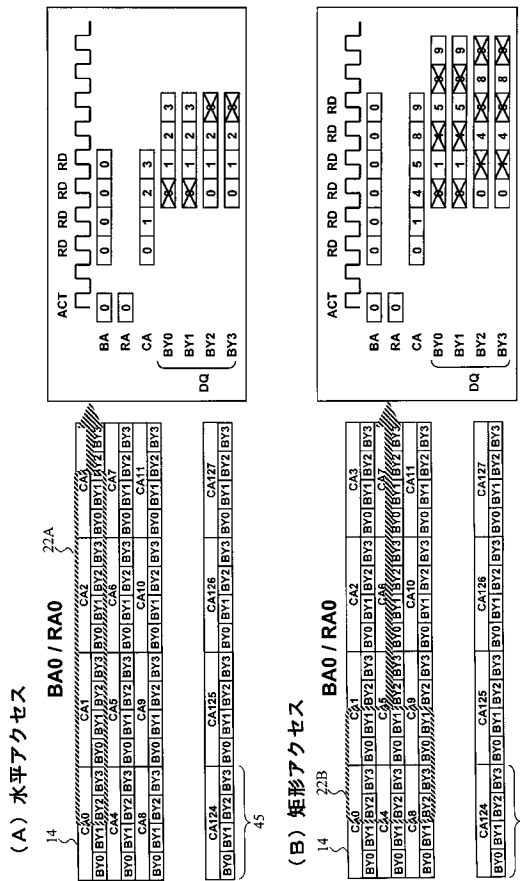 (A) 水平アクセス
BA0 / RA0
14
22A
CA0 CA1 CA2 CA3
BY0 BY1 BY2 BY3 BY0 BY1 BY2 BY3 BY0 BY1 BY2 BY3 BY0 BY1 BY2 BY3
CA4 CA5 CA6 CA7
BY0 BY1 BY2 BY3 BY0 BY1 BY2 BY3 BY0 BY1 BY2 BY3 BY0 BY1 BY2 BY3
CA8 CA9 CA10 CA11
BY0 BY1 BY2 BY3 BY0 BY1 BY2 BY3 BY0 BY1 BY2 BY3 BY0 BY1 BY2 BY3
CA124 CA125 CA126 CA127
BY0 BY1 BY2 BY3 BY0 BY1 BY2 BY3 BY0 BY1 BY2 BY3 BY0 BY1 BY2 BY3
45
ACT RD RD RD RD
BA 0 0 0 0 0
RA 0
CA 0 1 2 3
BY0 1 2 3
BY1 1 2 3
DQ
BY2 0 1 2
BY3 0 1 2
(B) 矩形アクセス
BA0 / RA0
14
22B
CA0 CA1 CA2 CA3
BY0 BY1 BY2 BY3 BY0 BY1 BY2 BY3 BY0 BY1 BY2 BY3 BY0 BY1 BY2 BY3
CA4 CA5 CA6 CA7
BY0 BY1 BY2 BY3 BY0 BY1 BY2 BY3 BY0 BY1 BY2 BY3 BY0 BY1 BY2 BY3
CA8 CA9 CA10 CA11
BY0 BY1 BY2 BY3 BY0 BY1 BY2 BY3 BY0 BY1 BY2 BY3 BY0 BY1 BY2 BY3
CA124 CA125 CA126 CA127
BY0 BY1 BY2 BY3 BY0 BY1 BY2 BY3 BY0 BY1 BY2 BY3 BY0 BY1 BY2 BY3
ACT RD RD RD RD
BA 0 0 0 0 0 0 0
RA 0
CA 0 1 4 5 8 9
BY0 1 5 9
BY1 1 5 9
DQ
BY2 0 4 8
BY3 0 4 8